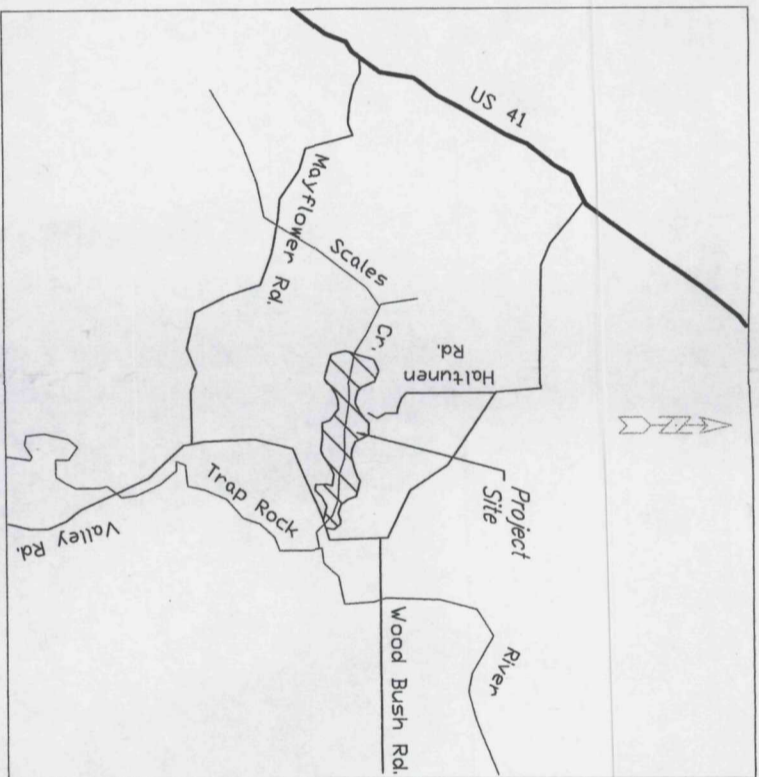 US 41
Mayflower Rd.
Scales
Cr.
Haltunen
Rd.
Project
Site
Trap Rock
Valley Rd.
Wood Bush Rd.
River
N